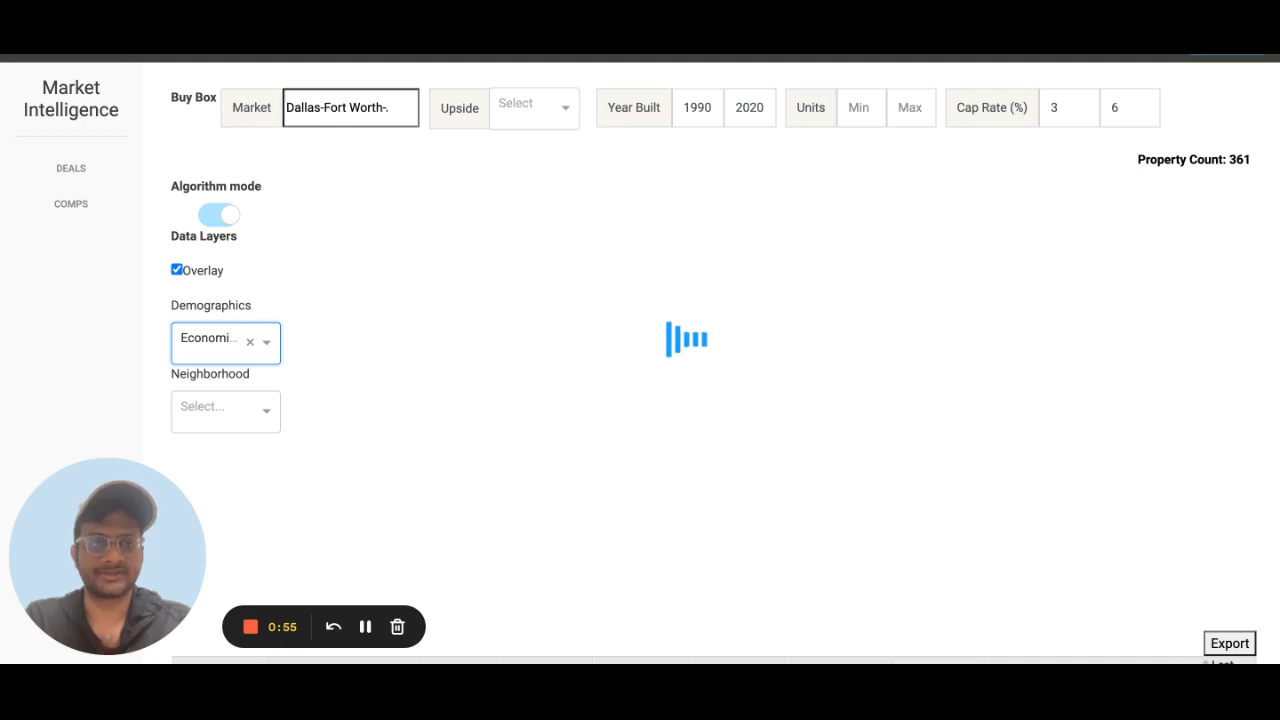 Market
Intelligence
DEALS
COMPS
Buy Box
Market
Dallas-Fort Worth-.
Upside
Select
Year Built
1990
2020
Units
Min
Max
Cap Rate (%)
3
6
Property Count: 361
Algorithm mode
Data Layers
Overlay
Demographics
Economi...
Neighborhood
Select...
0:55
Export